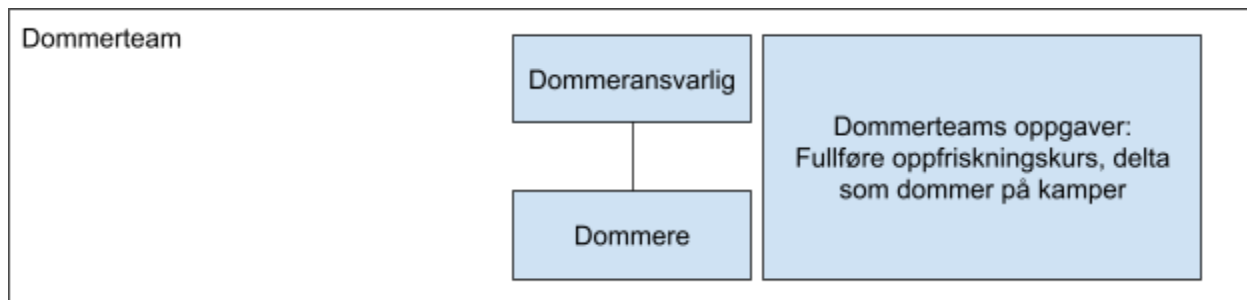 Dommerteam
Dommeransvarlig
Dommere
Dommerteams oppgaver:
Fullføre oppfriskningskurs, delta
som dommer på kamper